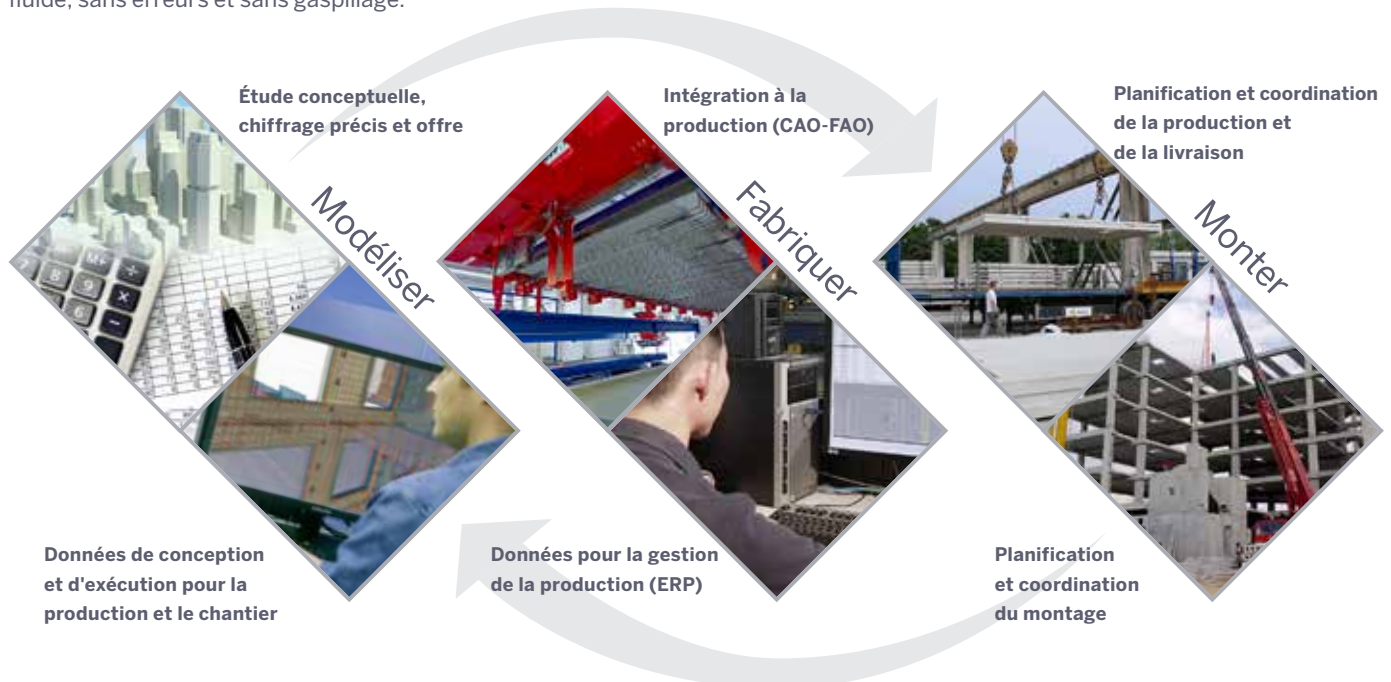 fluide, sans erreurs et sans gaspillage.
Étude conceptuelle,
chiffrage précis et offre
Modéliser
Données de conception
et d'exécution pour la
production et le chantier
Intégration à la
production (CAO-FAO)
Fabriquer
Données pour la gestion
de la production (ERP)
Planification et coordination
de la production et
de la livraison
Monter
Planification
et coordination
du montage